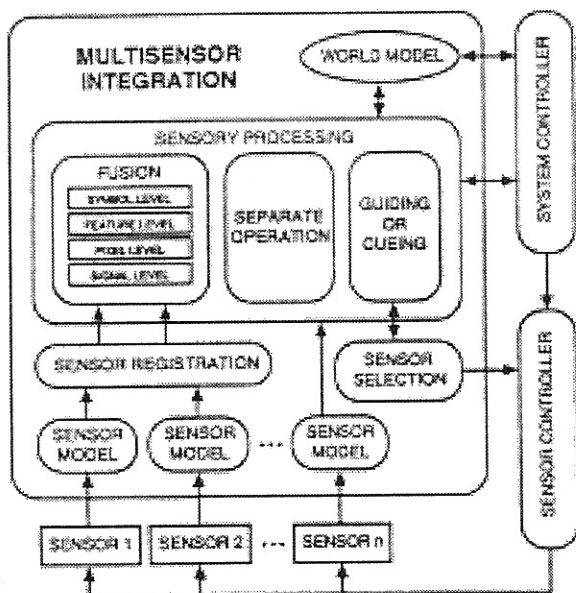 MULTISENSOR
INTEGRATION
WORLD MODEL
SYSTEM CONTROLLER
SENSORY PROCESSING
FUSION
SYMBOL LEVEL
FEATURE LEVEL
PIXEL LEVEL
SIGNAL LEVEL
SEPARATE
OPERATION
GUIDING
OR
CUEING
SENSOR REGISTRATION
SENSOR
SELECTION
SENSOR CONTROLLER
SENSOR
MODEL
SENSOR
MODEL
...
SENSOR
MODEL
SENSOR 1
SENSOR 2
...
SENSOR n